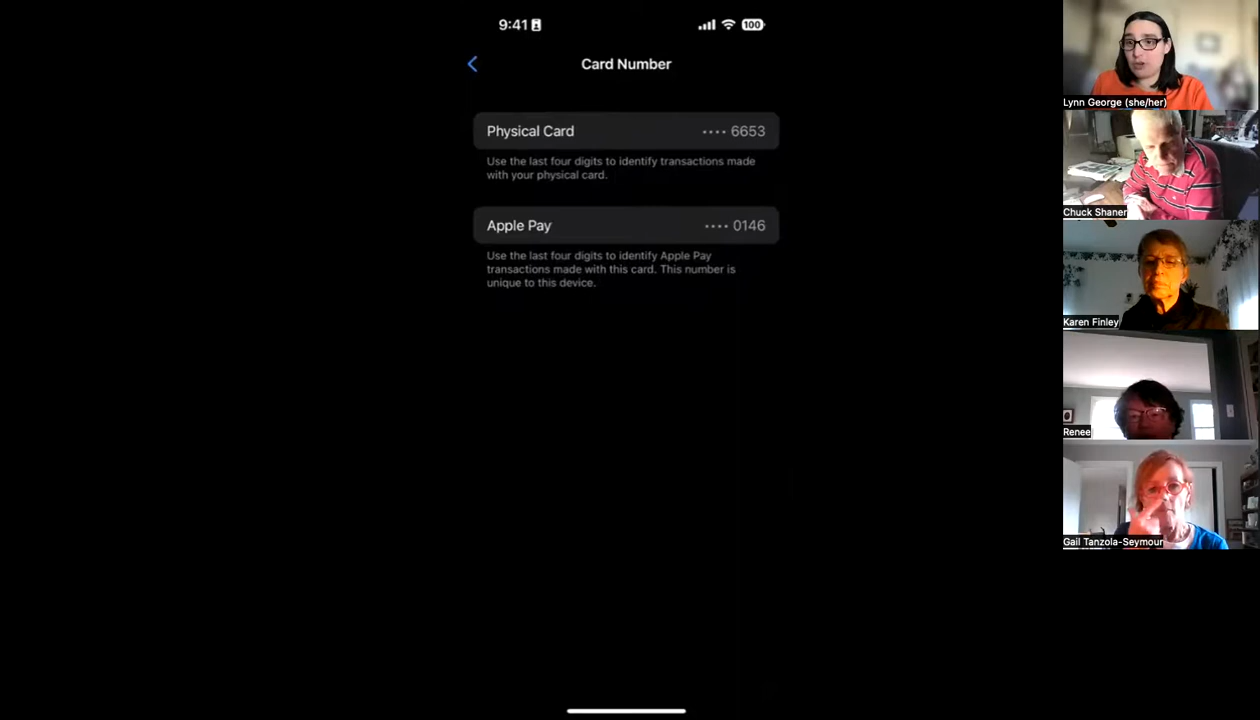 9:41
100
Card Number
Physical Card
•••• 6653
Use the last four digits to identify transactions made
with your physical card.
Apple Pay
•••• 0146
Use the last four digits to identify Apple Pay
transactions made with this card. This number is
unique to this device.
Lynn George (she/her)
Chuck Shaner
Karen Finley
Renee
Gail Tanzola-Seymour